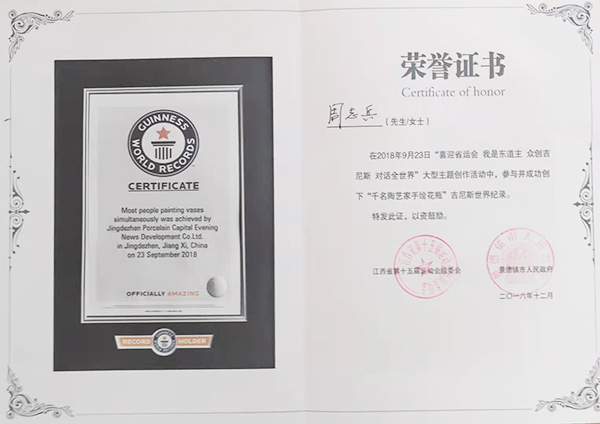 GUINNESS
WORLD RECORDS
CERTIFICATE
Most people painting vases
simultaneously was achieved by
Jingdezhen Porcelain Capital Evening
News Development Co.Ltd.
in Jingdezhen, Jiang Xi, China
on 23 September 2018
OFFICIALLY AMAZING
RECORD HOLDER
荣誉证书
Certificate of honor
周志兵 (先生/女士)
在2018年9月23日“喜迎省运会 我是东道主 众创吉
尼斯 对话全世界”大型主题创作活动中，参与并成功创
下“千名陶艺家手绘花瓶”吉尼斯世界纪录。
特发此证，以资鼓励。
江西省第十五届运动会组委会 景德镇市人民政府
二〇一八年十二月